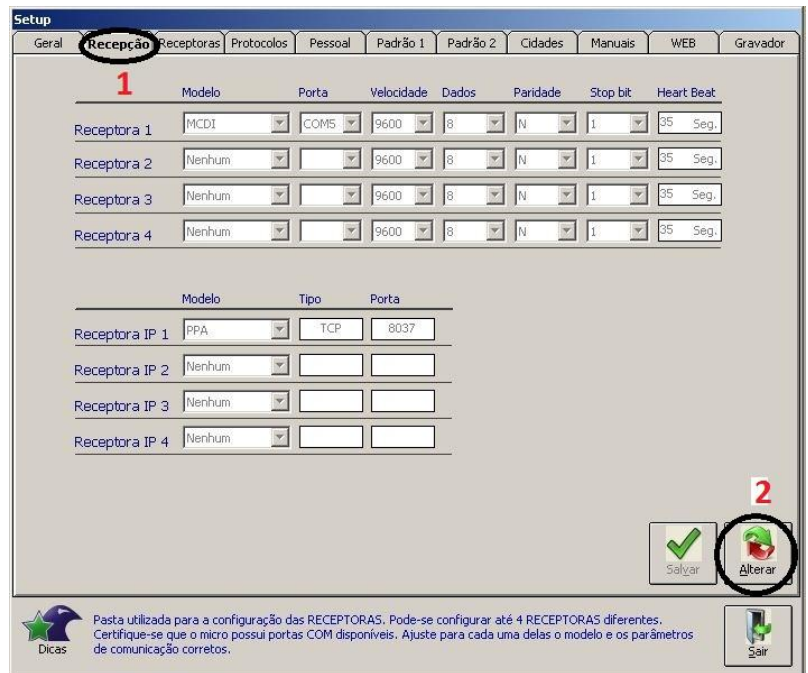 Setup
Geral Recepção Receptoras Protocolos Pessoal Padrão 1 Padrão 2 Cidades Manuais WEB Gravador
1
Modelo Porta Velocidade Dados Paridade Stop bit Heart Beat
Receptora 1 MCDI COM5 9600 8 N 1 35 Seg.
Receptora 2 Nenhum 9600 8 N 1 35 Seg.
Receptora 3 Nenhum 9600 8 N 1 35 Seg.
Receptora 4 Nenhum 9600 8 N 1 35 Seg.
Modelo Tipo Porta
Receptora IP 1 PPA TCP 8037
Receptora IP 2 Nenhum
Receptora IP 3 Nenhum
Receptora IP 4 Nenhum
2
Salvar Alterar
Pasta utilizada para a configuração das RECEPTORAS. Pode-se configurar até 4 RECEPTORAS diferentes.
Certifique-se que o micro possui portas COM disponíveis. Ajuste para cada uma delas o modelo e os parâmetros
de comunicação corretos.
Dicas
Sair